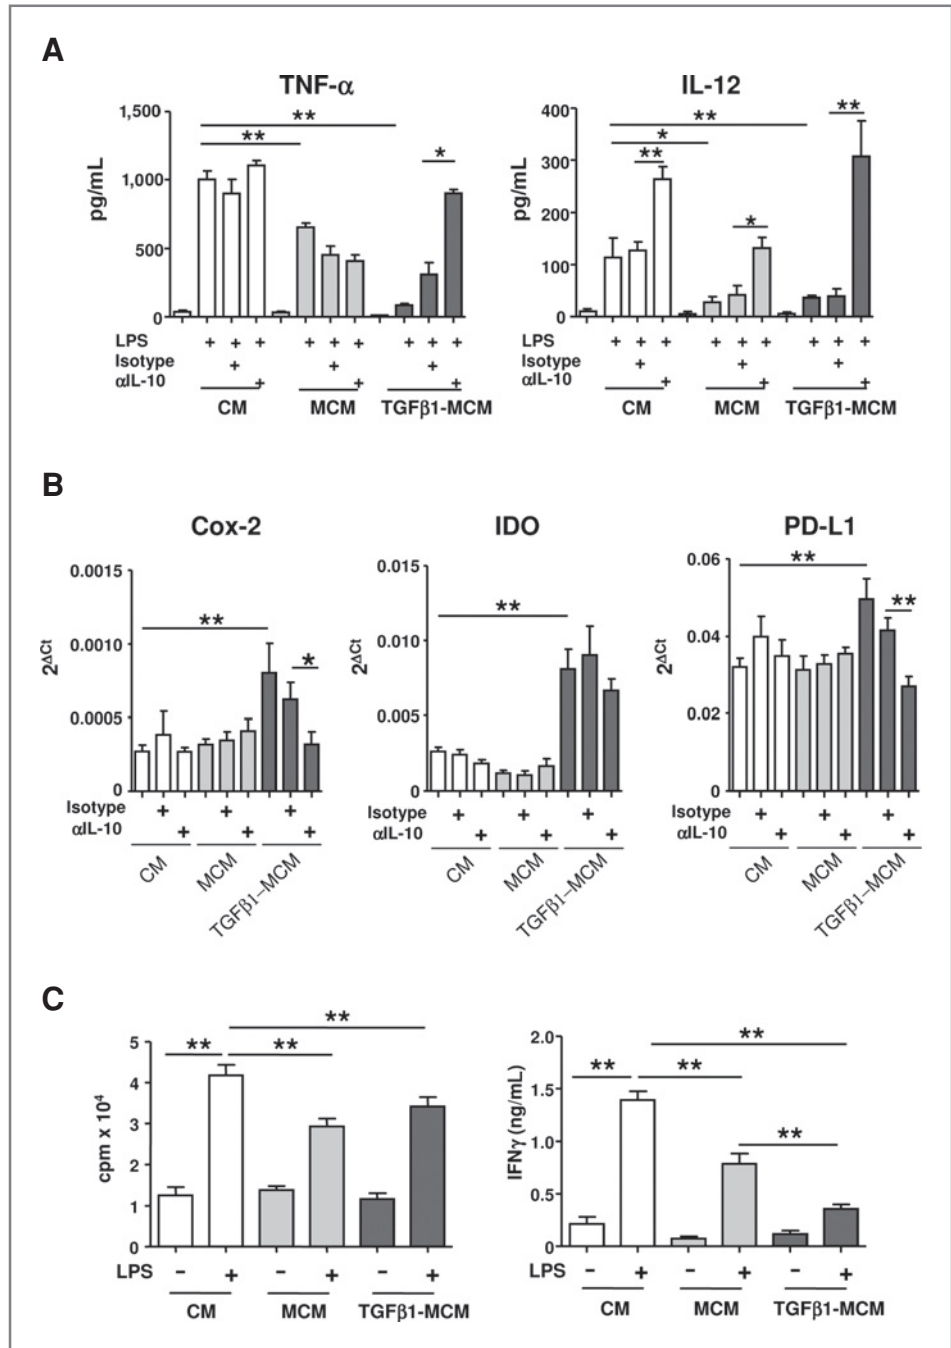 A
TNF-α IL-12
** **
** * **
* **
*
pg/mL pg/mL
1,500 1,000 500 0
400 300 200 100 0
LPS + + + + + + + + +
Isotype + + +
αIL-10 + + +
CM MCM TGFβ1-MCM
LPS + + + + + + + + +
Isotype + + +
αIL-10 + + +
CM MCM TGFβ1-MCM
B
Cox-2 IDO PD-L1
** ** **
* **
2ΔCt 2ΔCt 2ΔCt
0.0015 0.0010 0.0005 0
0.015 0.010 0.005 0
0.06 0.04 0.02 0
Isotype + + +
αIL-10 + + +
CM MCM TGFβ1–MCM
Isotype + + +
αIL-10 + + +
CM MCM TGFβ1–MCM
Isotype + + +
αIL-10 + + +
CM MCM TGFβ1–MCM
C
**
** **
cpm x 10⁴
5 4 3 2 1 0
LPS – + – + – +
CM MCM TGFβ1-MCM
**
** **
**
IFNγ (ng/mL)
2.0 1.5 1.0 0.5 0
LPS – + – + – +
CM MCM TGFβ1-MCM